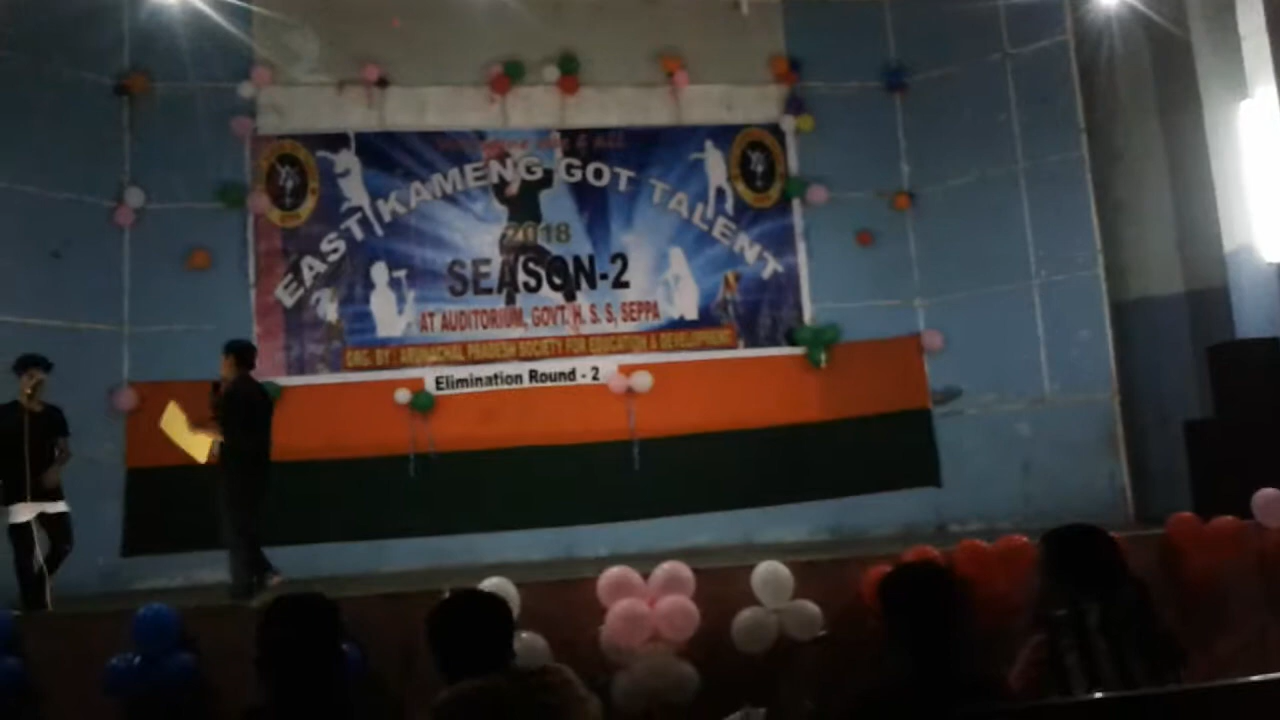 EAST KAMENG GOT TALENT
2018
SEASON-2
AT AUDITORIUM, GOVT. H. S. S, SEPPA
ORG. BY: ARUNACHAL PRADESH SOCIETY FOR EDUCATION & DEVELOPMENT
Elimination Round - 2